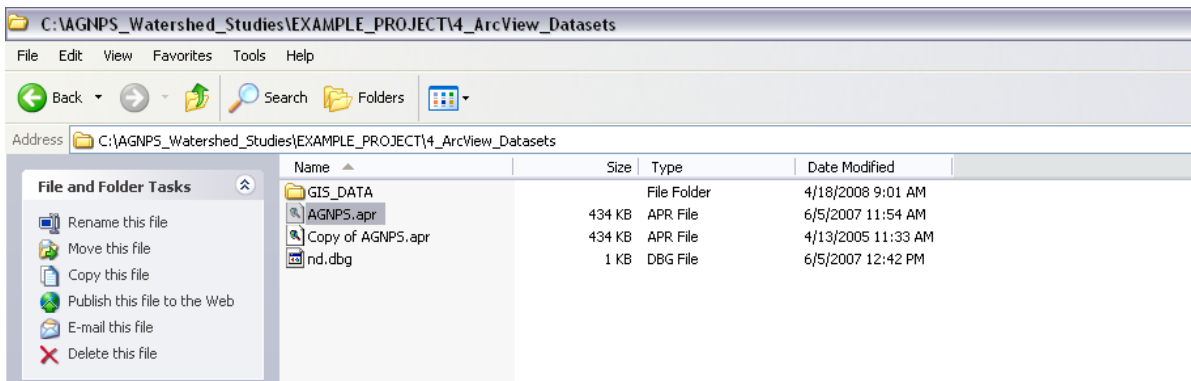 C:\AGNPS_Watershed_Studies\EXAMPLE_PROJECT\4_ArcView_Datasets
File Edit View Favorites Tools Help
Back Search Folders
Address C:\AGNPS_Watershed_Studies\EXAMPLE_PROJECT\4_ArcView_Datasets
File and Folder Tasks
Rename this file
Move this file
Copy this file
Publish this file to the Web
E-mail this file
Delete this file
Name Size Type Date Modified
GIS_DATA File Folder 4/18/2008 9:01 AM
AGNPS.apr 434 KB APR File 6/5/2007 11:54 AM
Copy of AGNPS.apr 434 KB APR File 4/13/2005 11:33 AM
nd.dbg 1 KB DBG File 6/5/2007 12:42 PM